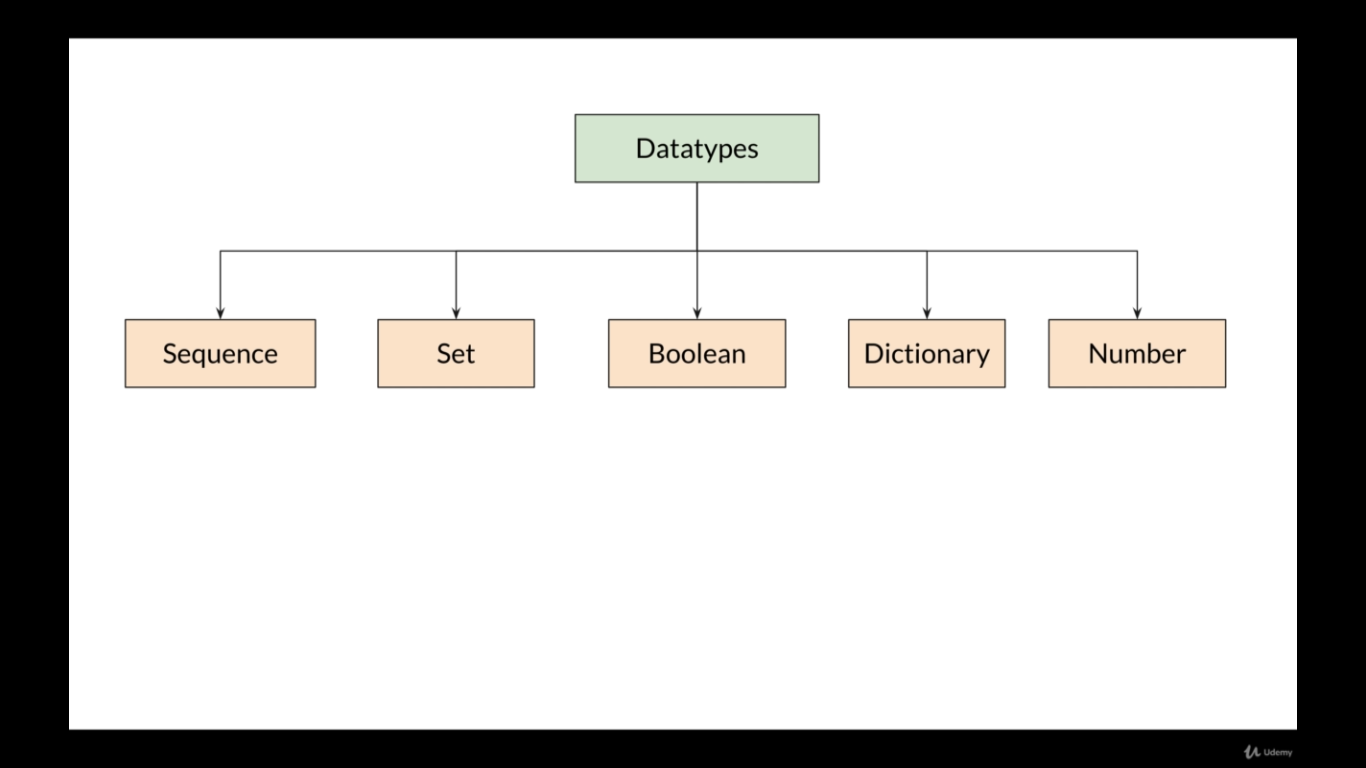 Datatypes
Sequence
Set
Boolean
Dictionary
Number
Udemy